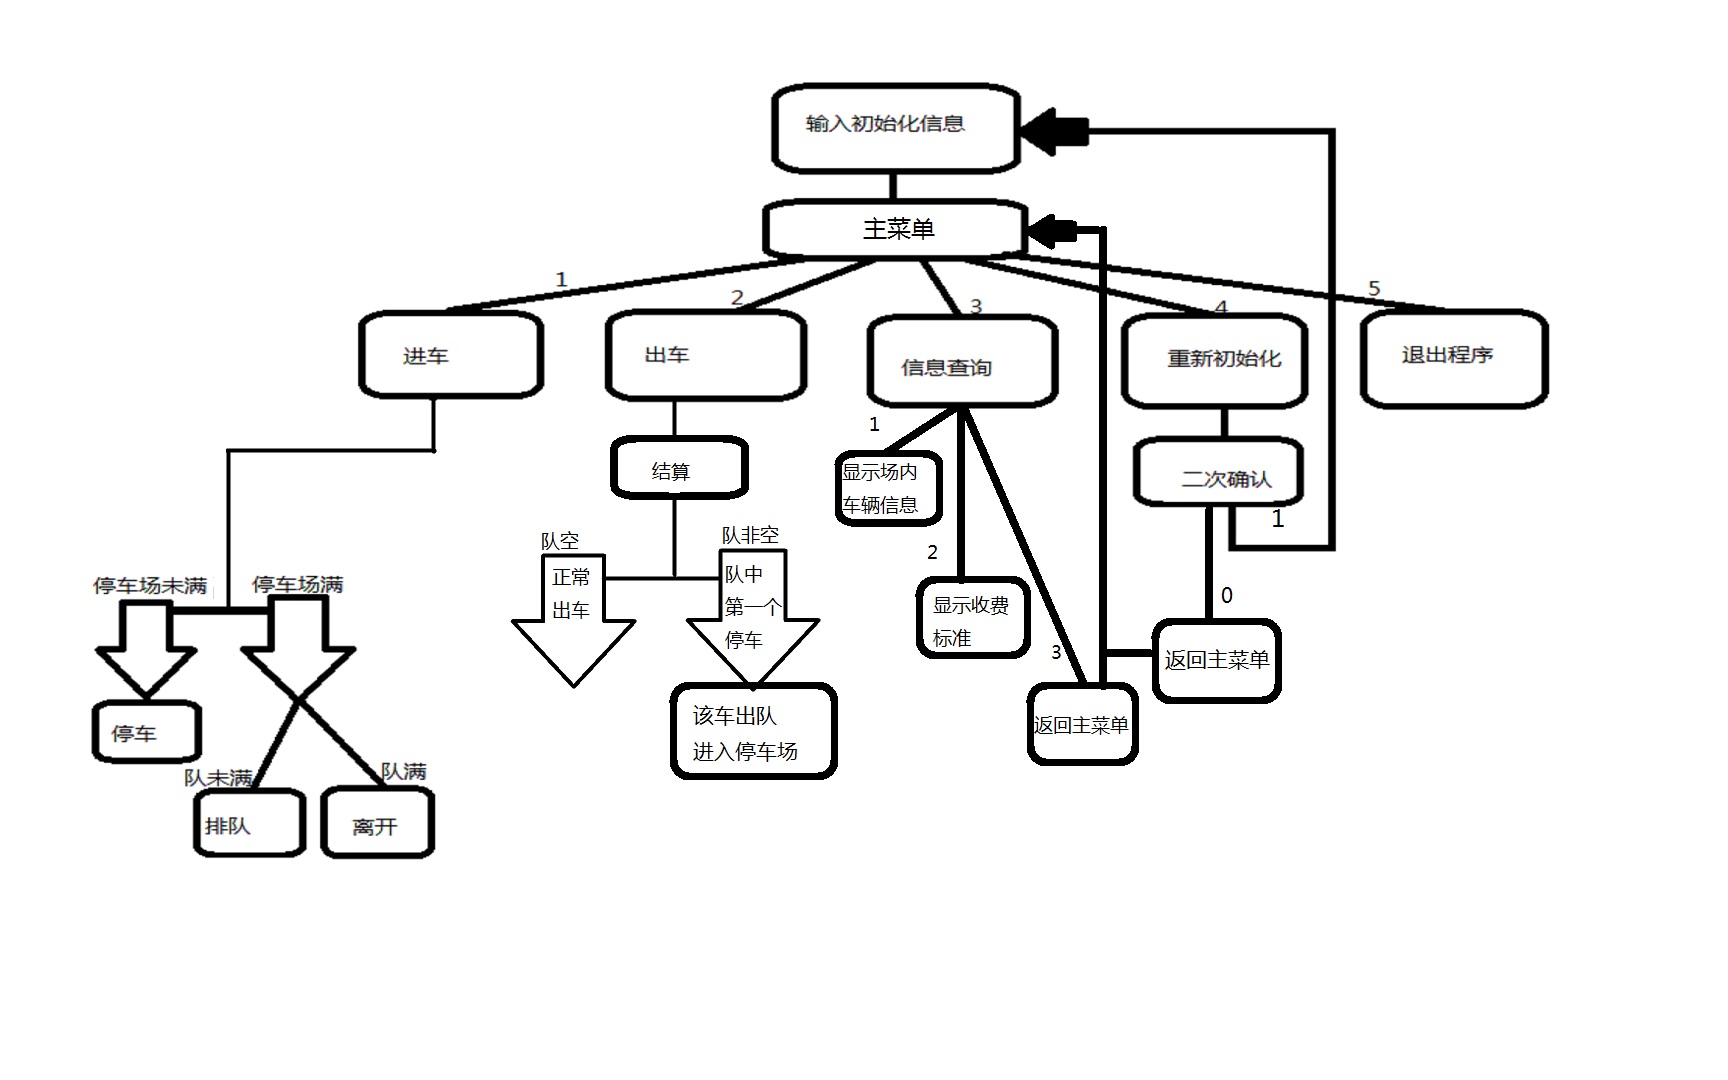 输入初始化信息
主菜单
1
2
3
4
5
进车
出车
信息查询
重新初始化
退出程序
1
结算
显示场内
车辆信息
二次确认
1
队空
队非空
2
正常
出车
队中
第一个
停车
停车场未满
停车场满
显示收费
标准
0
3
返回主菜单
返回主菜单
停车
该车出队
进入停车场
队未满
队满
排队
离开